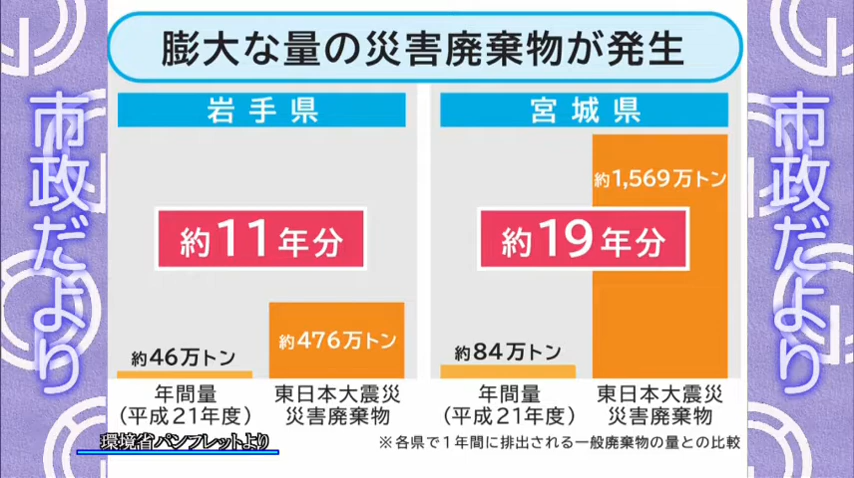 膨大な量の災害廃棄物が発生
市政だより
岩手県
約11年分
約46万トン
約476万トン
年間量
(平成21年度)
東日本大震災
災害廃棄物
宮城県
約1,569万トン
約19年分
約84万トン
年間量
(平成21年度)
東日本大震災
災害廃棄物
市政だより
環境省パンフレットより
※各県で1年間に排出される一般廃棄物の量との比較